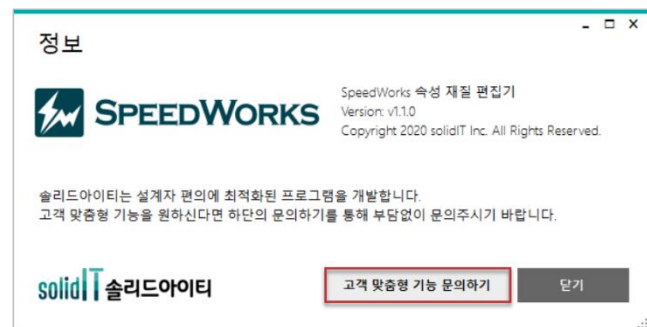 정보
SPEEDWORKS
SpeedWorks 속성 재질 편집기
Version: v1.1.0
Copyright 2020 solidIT Inc. All Rights Reserved.
솔리드아이티는 설계자 편의에 최적화된 프로그램을 개발합니다.
고객 맞춤형 기능을 원하신다면 하단의 문의하기를 통해 부담없이 문의주시기 바랍니다.
solidIT 솔리드아이티
고객 맞춤형 기능 문의하기
닫기